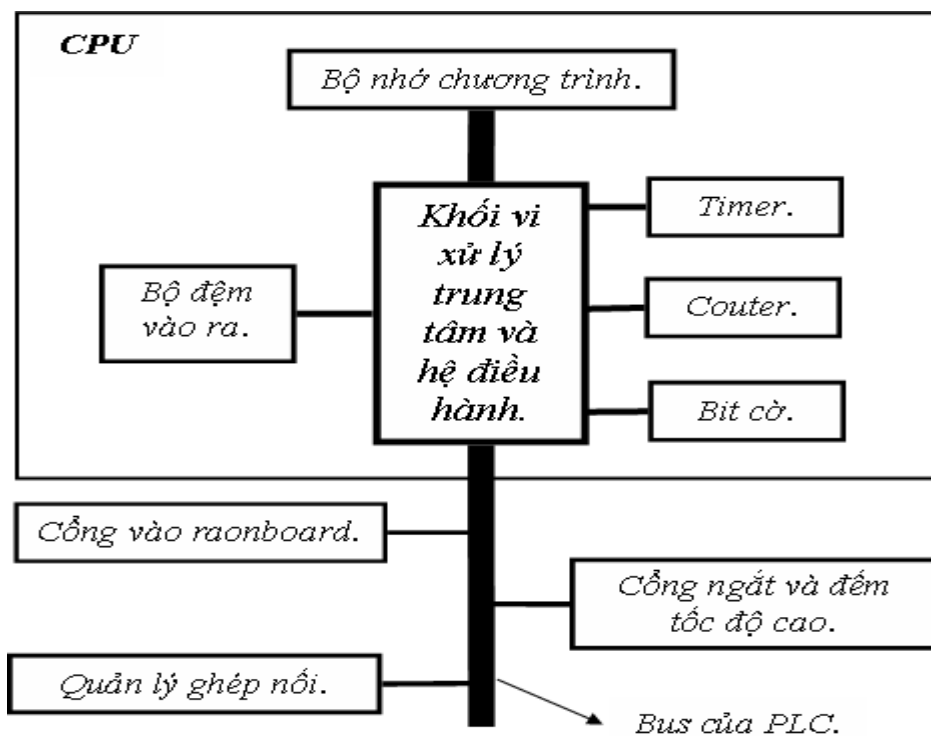 CPU
Bộ nhớ chương trình.
Khối vi
xử lý
trung
tâm và
hệ điều
hành.
Timer.
Bộ đệm
vào ra.
Couter.
Bit cờ.
Cổng vào raonboard.
Cổng ngắt và đếm
tốc độ cao.
Quản lý ghép nối.
Bus của PLC.